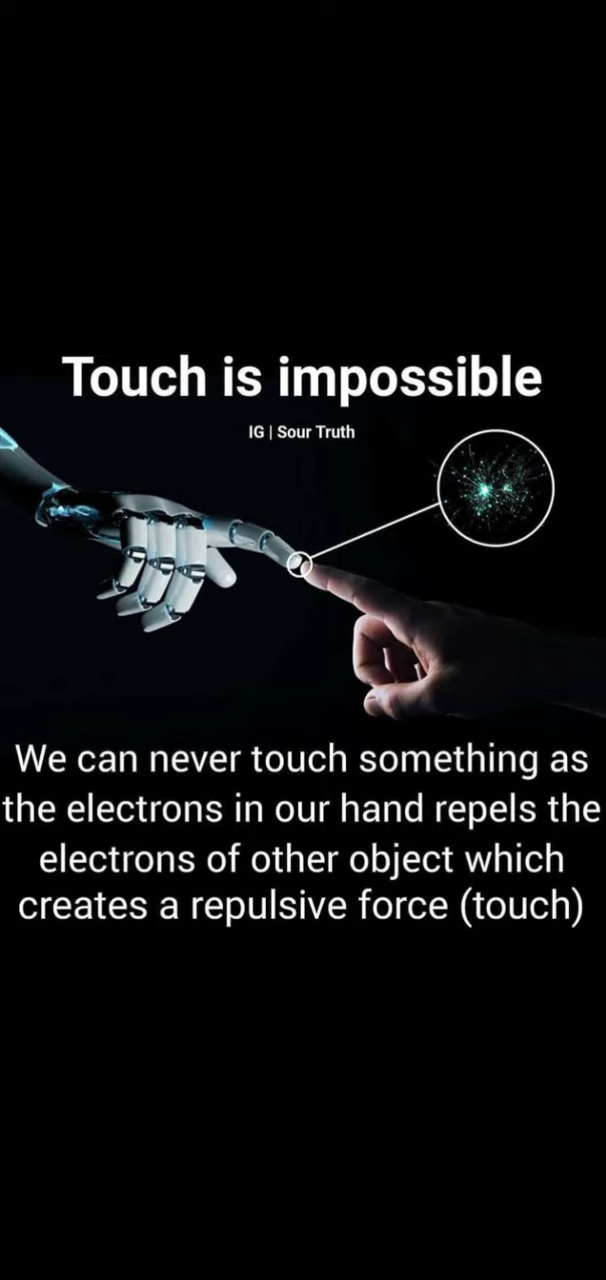 Touch is impossible
IG | Sour Truth
We can never touch something as
the electrons in our hand repels the
electrons of other object which
creates a repulsive force (touch)